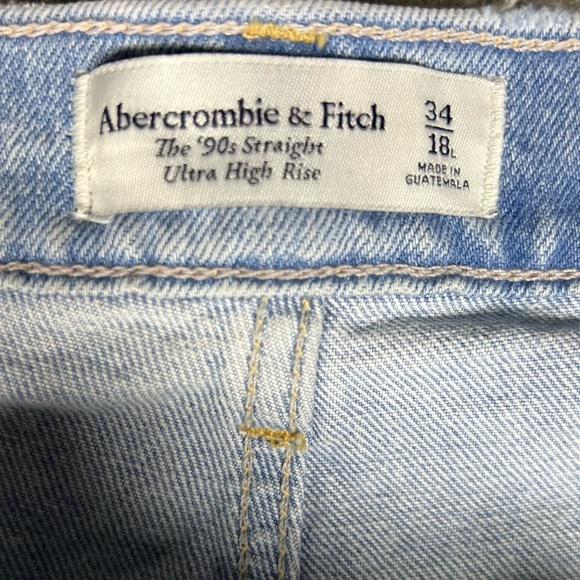 Abercrombie & Fitch
The '90s Straight
Ultra High Rise
34
18L
MADE IN
GUATEMALA